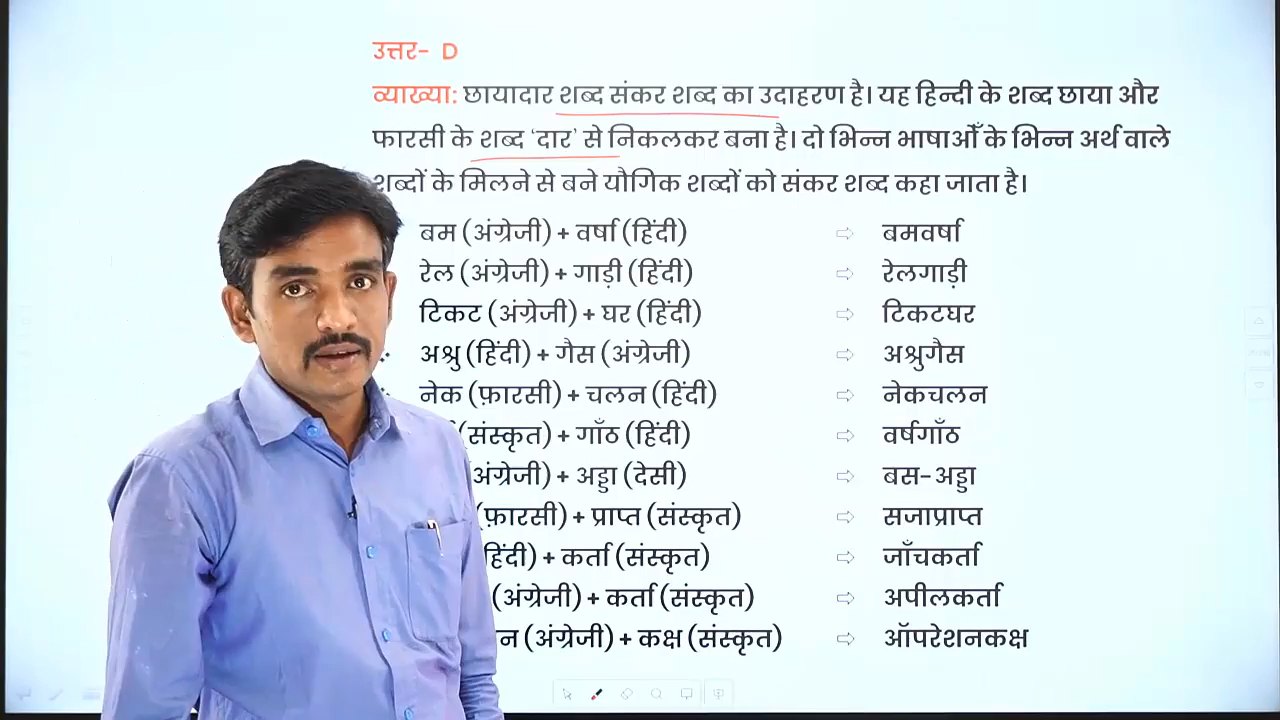 उत्तर- D
व्याख्या: छायादार शब्द संकर शब्द का उदाहरण है। यह हिन्दी के शब्द छाया और
फारसी के शब्द 'दार' से निकलकर बना है। दो भिन्न भाषाओँ के भिन्न अर्थ वाले
शब्दों के मिलने से बने यौगिक शब्दों को संकर शब्द कहा जाता है।
बम (अंग्रेजी) + वर्षा (हिंदी) ⇨ बमवर्षा
रेल (अंग्रेजी) + गाड़ी (हिंदी) ⇨ रेलगाड़ी
टिकट (अंग्रेजी) + घर (हिंदी) ⇨ टिकटघर
अश्रु (हिंदी) + गैस (अंग्रेजी) ⇨ अश्रुगैस
नेक (फ़ारसी) + चलन (हिंदी) ⇨ नेकचलन
(संस्कृत) + गाँठ (हिंदी) ⇨ वर्षगाँठ
(अंग्रेजी) + अड्डा (देसी) ⇨ बस-अड्डा
(फ़ारसी) + प्राप्त (संस्कृत) ⇨ सजाप्राप्त
हिंदी) + कर्ता (संस्कृत) ⇨ जाँचकर्ता
(अंग्रेजी) + कर्ता (संस्कृत) ⇨ अपीलकर्ता
न (अंग्रेजी) + कक्ष (संस्कृत) ⇨ ऑपरेशनकक्ष